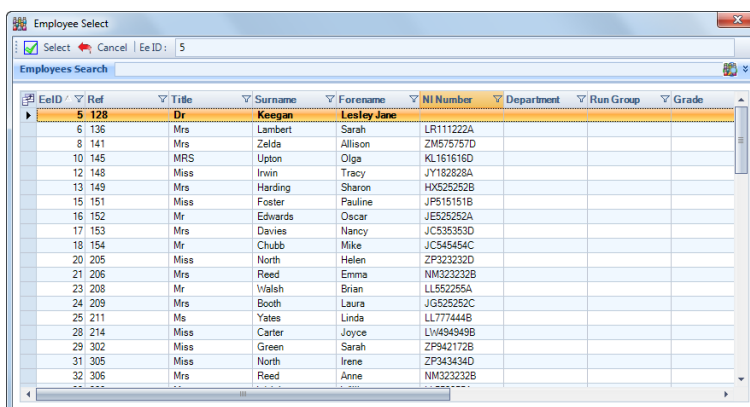 Employee Select
Select Cancel Ee ID: 5
Employees Search
EeID Ref Title Surname Forename NI Number Department Run Group Grade
5 128 Dr Keegan Lesley Jane
6 136 Mrs Lambert Sarah LR111222A
8 141 Mrs Zelda Allison ZM575757D
10 145 MRS Upton Olga KL161616D
12 148 Miss Irwin Tracy JY182828A
13 149 Mrs Harding Sharon HX525252B
15 151 Miss Foster Pauline JP515151B
16 152 Mr Edwards Oscar JE525252A
17 153 Mrs Davies Nancy JC535353D
18 154 Mr Chubb Mike JC545454C
20 205 Miss North Helen ZP323232D
21 206 Mrs Reed Emma NM323232B
23 208 Mr Walsh Brian LL552255A
24 209 Mrs Booth Laura JG525252C
25 211 Ms Yates Linda LL777444B
28 214 Miss Carter Joyce LW494949B
29 302 Miss Green Sarah ZP942172B
31 305 Miss North Irene ZP343434D
32 306 Mrs Reed Anne NM323232B